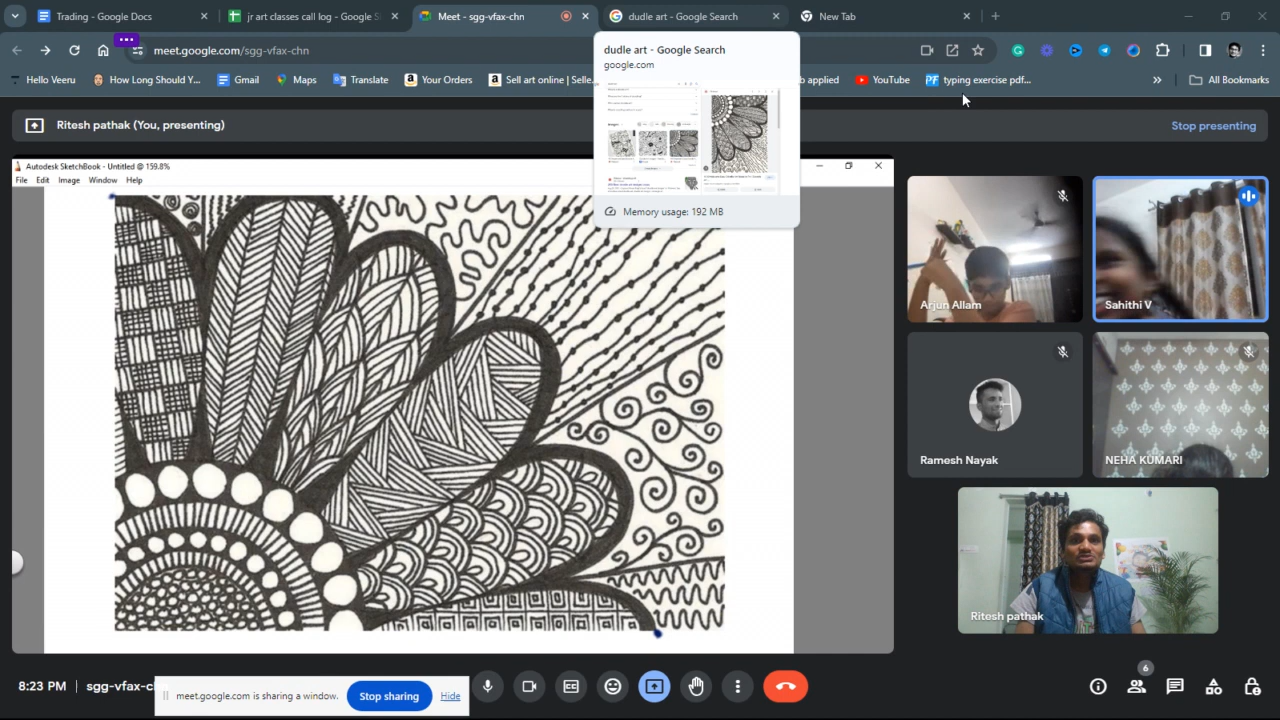 Trading - Google Docs
jr art classes call log - Google S
Meet - sgg-vfax-chn
dudle art - Google Search
New Tab
meet.google.com/sgg-vfax-chn
Hello Veeru
How Long Should Y...
Gmail
Maps
Translate
Your Orders
Sell art online | Selle...
b applied
YouTube
typing exercise pdf...
All Bookmarks
dudle art - Google Search
google.com
Memory usage: 192 MB
Ritesh pathak (You, presenting)
Stop presenting
Autodesk SketchBook - Untitled @ 159.8%
File Edit Image Window Help
Arjun Allam
Sahithi V
Ramesh Nayak
NEHA KUMARI
Ritesh pathak
8:23 PM | sgg-vfax-c
meet.google.com is sharing a window.
Stop sharing
Hide
6